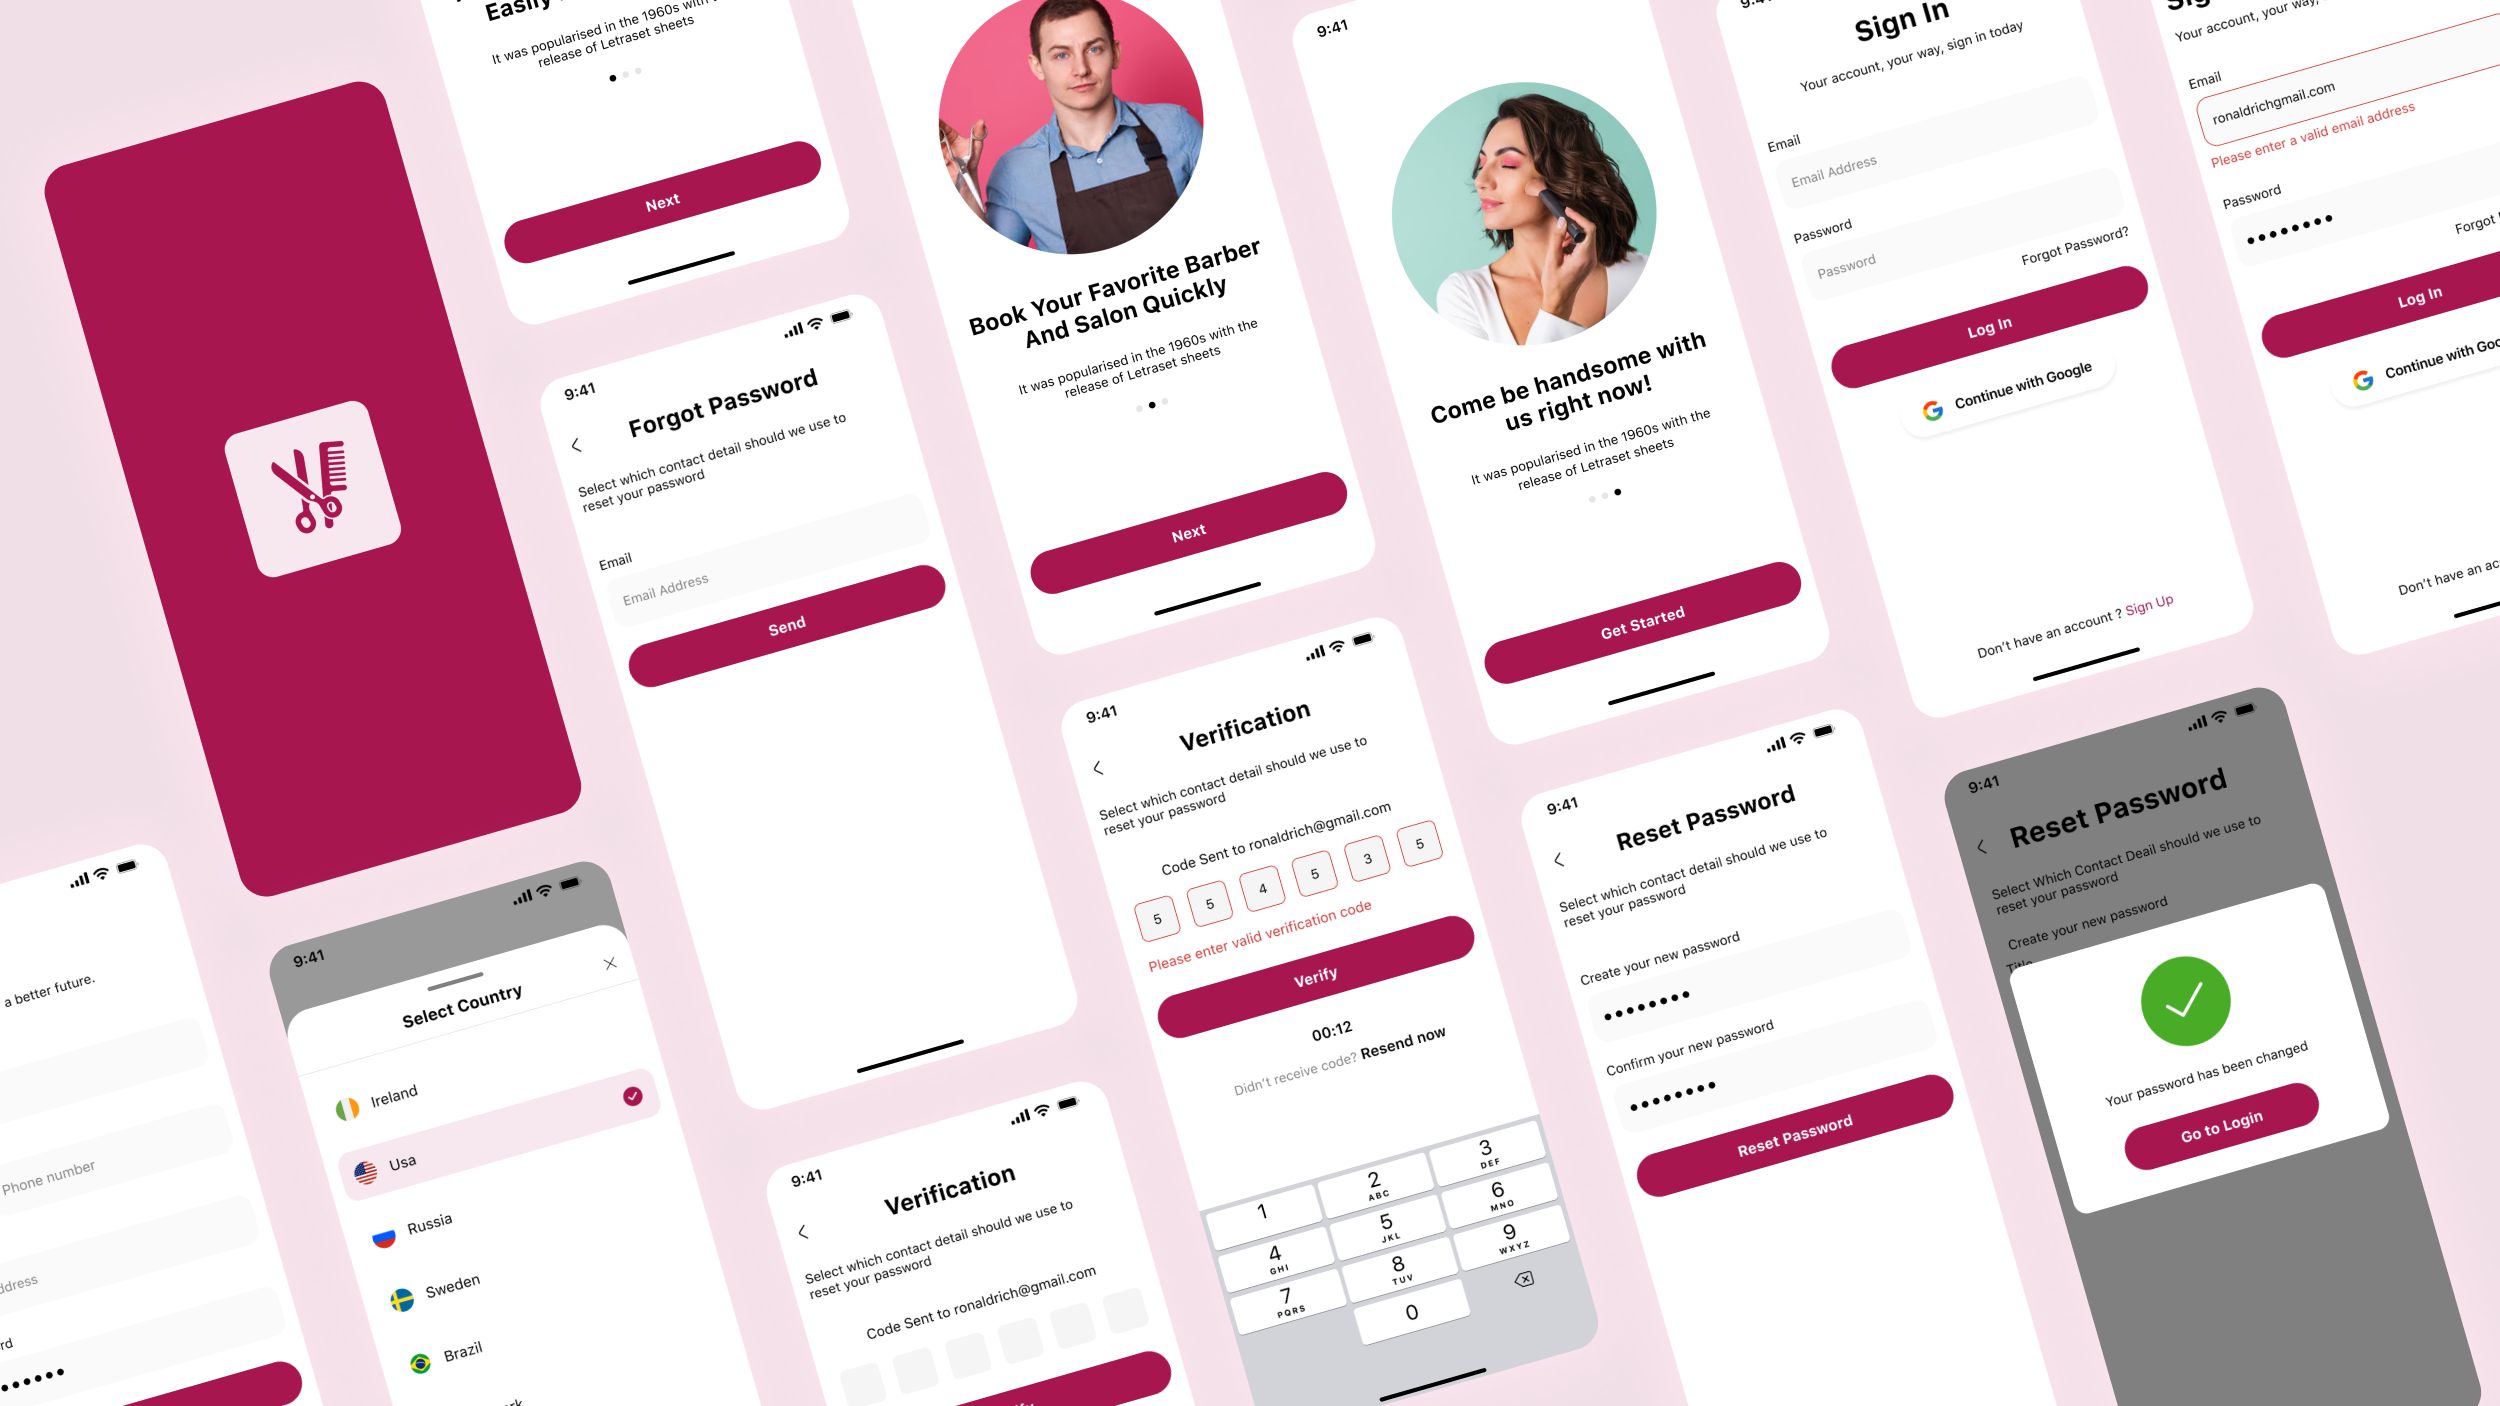 Easily
It was popularised in the 1960s with
release of Letraset sheets
Next
9:41
Forgot Password
Select which contact detail should we use to
reset your password
Email
Email Address
Send
Book Your Favorite Barber
And Salon Quickly
It was popularised in the 1960s with the
release of Letraset sheets
Next
9:41
Come be handsome with
us right now!
It was popularised in the 1960s with the
release of Letraset sheets
Get Started
Sign In
Your account, your way, sign in today
Email
Email Address
Password
Password
Forgot Password?
Log In
Continue with Google
Don't have an account ? Sign Up
Your account, your way,
Email
ronaldrichgmail.com
Please enter a valid email address
Password
Forgot
Log In
Continue with
Don't have an
a better future.
Phone number
9:41
Select Country
Ireland
Usa
Russia
Sweden
Brazil
9:41
Verification
Select which contact detail should we use to
reset your password
Code Sent to ronaldrich@gmail.com
9:41
Verification
Select which contact detail should we use to
reset your password
Code Sent to ronaldrich@gmail.com
5 5 4 5 3 5
Please enter valid verification code
Verify
00:12
Didn't receive code? Resend now
1 2 ABC 3 DEF
4 GHI 5 JKL 6 MNO
7 PQRS 8 TUV 9 WXYZ
0
9:41
Reset Password
Select which contact detail should we use to
reset your password
Create your new password
Confirm your new password
Reset Password
9:41
Reset Password
Select Which Contact Deail should we use to
reset your password
Create your new password
Title
Your password has been changed
Go to Login